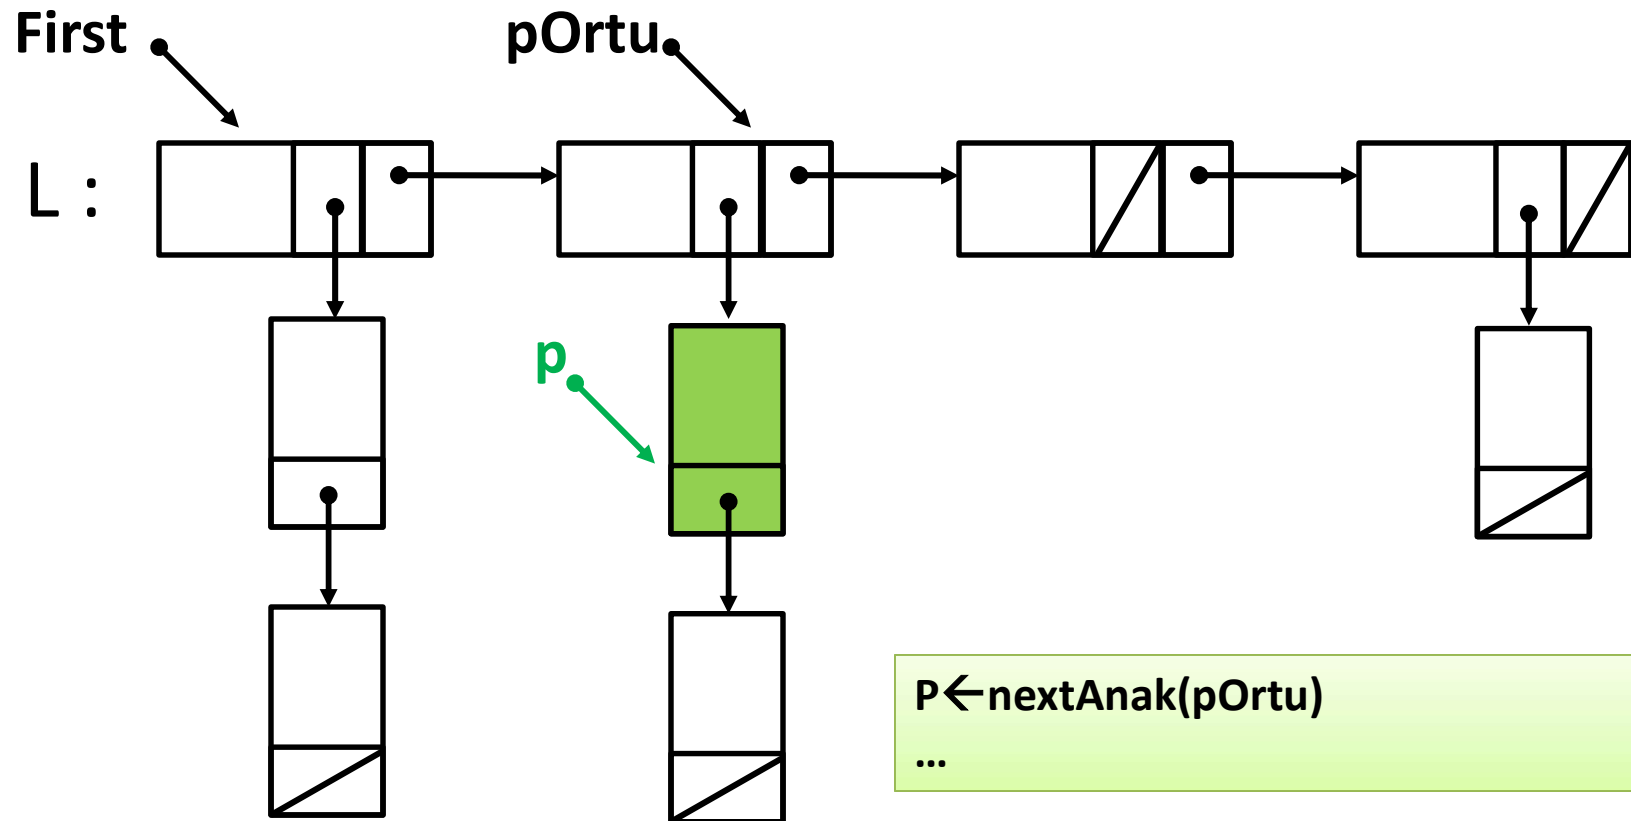 First
pOrtu
L :
p
P←nextAnak(pOrtu)
...